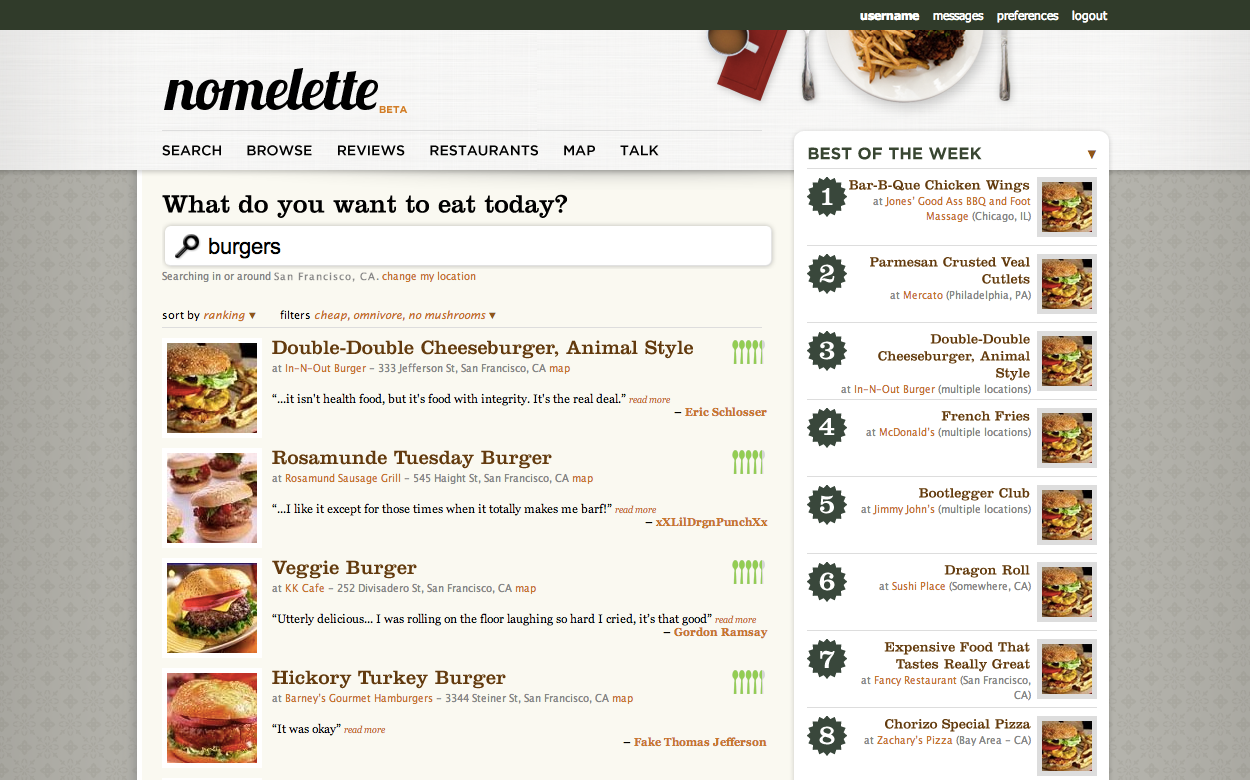 username messages preferences logout
nomelette BETA
SEARCH BROWSE REVIEWS RESTAURANTS MAP TALK
What do you want to eat today?
burgers
Searching in or around San Francisco, CA. change my location
sort by ranking ▼ filters cheap, omnivore, no mushrooms ▼
Double-Double Cheeseburger, Animal Style
at In-N-Out Burger – 333 Jefferson St, San Francisco, CA map
“...it isn't health food, but it's food with integrity. It's the real deal.” read more
– Eric Schlosser
Rosamunde Tuesday Burger
at Rosamund Sausage Grill – 545 Haight St, San Francisco, CA map
“...I like it except for those times when it totally makes me barf!” read more
– xXLilDrgnPunchXx
Veggie Burger
at KK Cafe – 252 Divisadero St, San Francisco, CA map
“Utterly delicious... I was rolling on the floor laughing so hard I cried, it's that good” read more
– Gordon Ramsay
Hickory Turkey Burger
at Barney's Gourmet Hamburgers – 3344 Steiner St, San Francisco, CA map
“It was okay” read more
– Fake Thomas Jefferson
BEST OF THE WEEK ▼
1 Bar-B-Que Chicken Wings
at Jones' Good Ass BBQ and Foot
Massage (Chicago, IL)
2 Parmesan Crusted Veal
Cutlets
at Mercato (Philadelphia, PA)
3 Double-Double
Cheeseburger, Animal
Style
at In-N-Out Burger (multiple locations)
4 French Fries
at McDonald's (multiple locations)
5 Bootlegger Club
at Jimmy John's (multiple locations)
6 Dragon Roll
at Sushi Place (Somewhere, CA)
7 Expensive Food That
Tastes Really Great
at Fancy Restaurant (San Francisco,
CA)
8 Chorizo Special Pizza
at Zachary's Pizza (Bay Area – CA)